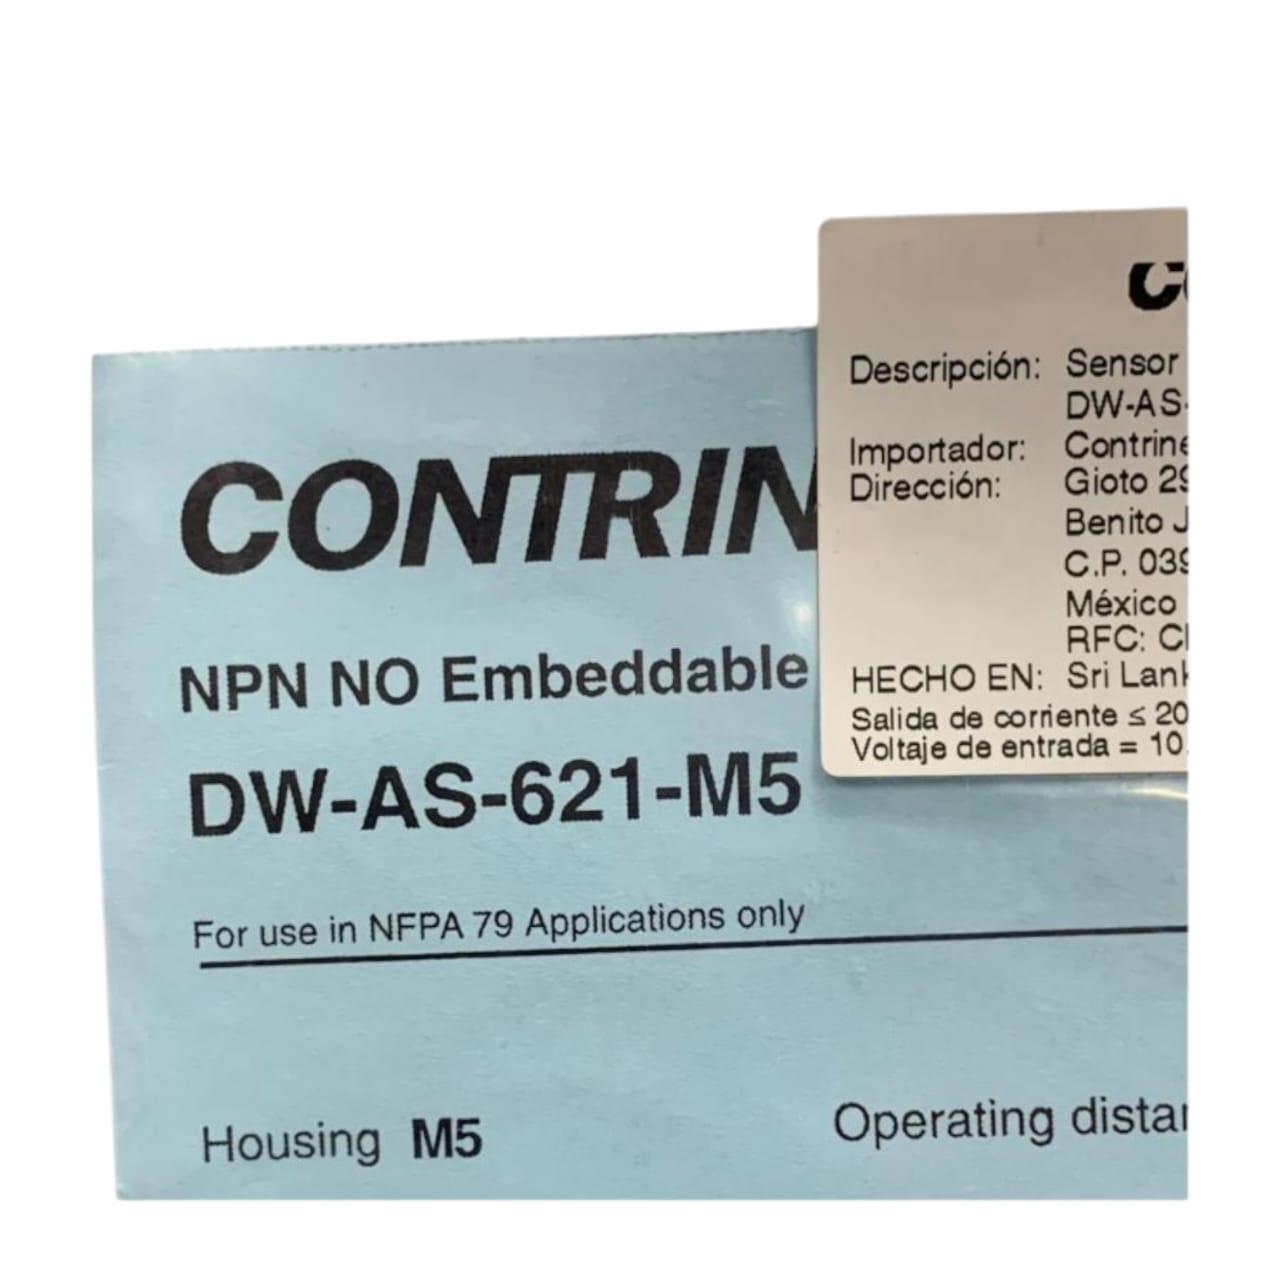 CONTRIN
NPN NO Embeddable
DW-AS-621-M5
For use in NFPA 79 Applications only
Housing M5
Operating distan
Descripción: Sensor
DW-AS-
Importador: Contrine
Dirección: Gioto 29
Benito J
C.P. 039
México
RFC:
HECHO EN: Sri Lank
Salida de corriente ≤ 20
Voltaje de entrada = 10